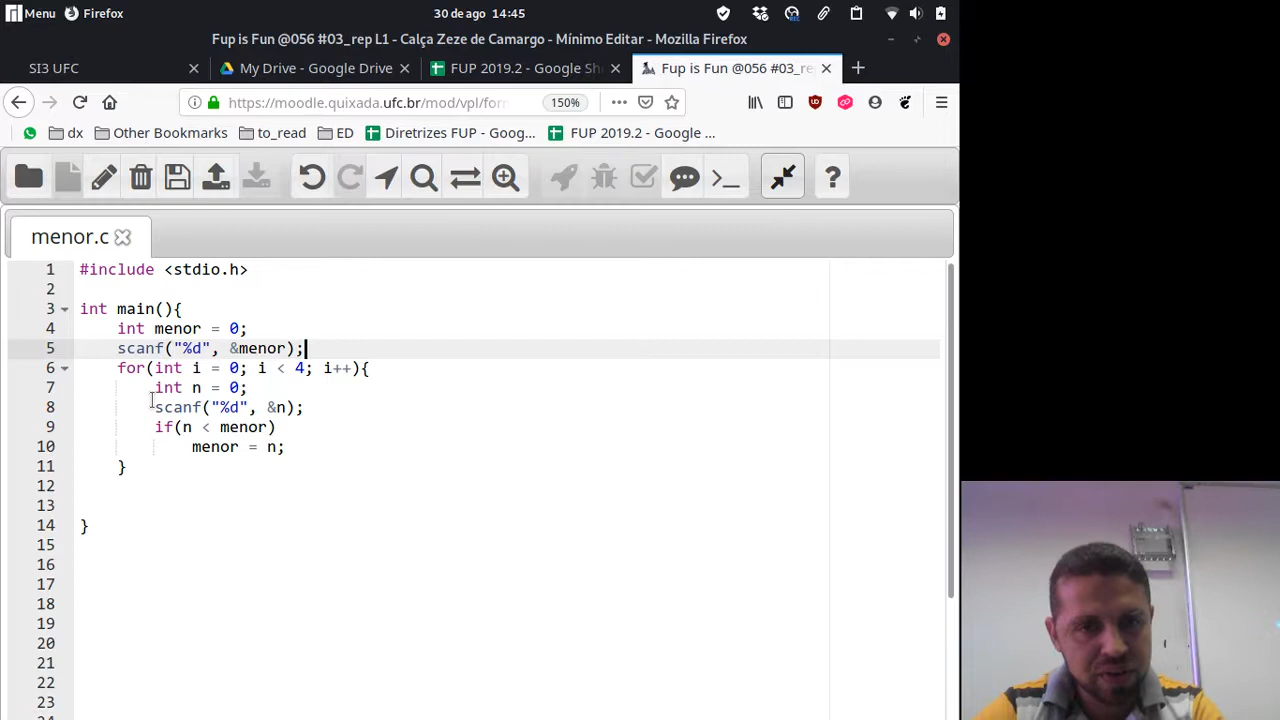 Menu Firefox 30 de ago 14:45
Fup is Fun @056 #03_rep L1 - Calça Zeze de Camargo - Mínimo Editar - Mozilla Firefox
SI3 UFC My Drive - Google Drive FUP 2019.2 - Google Sh Fup is Fun @056 #03_re
https://moodle.quixada.ufc.br/mod/vpl/for 150%
dx Other Bookmarks to_read ED Diretrizes FUP - Goog... FUP 2019.2 - Google ...
menor.c
1 #include <stdio.h>
2
3 int main(){
4 int menor = 0;
5 scanf("%d", &menor);
6 for(int i = 0; i < 4; i++){
7 int n = 0;
8 scanf("%d", &n);
9 if(n < menor)
10 menor = n;
11 }
12
13
14 }
15
16
17
18
19
20
21
22
23